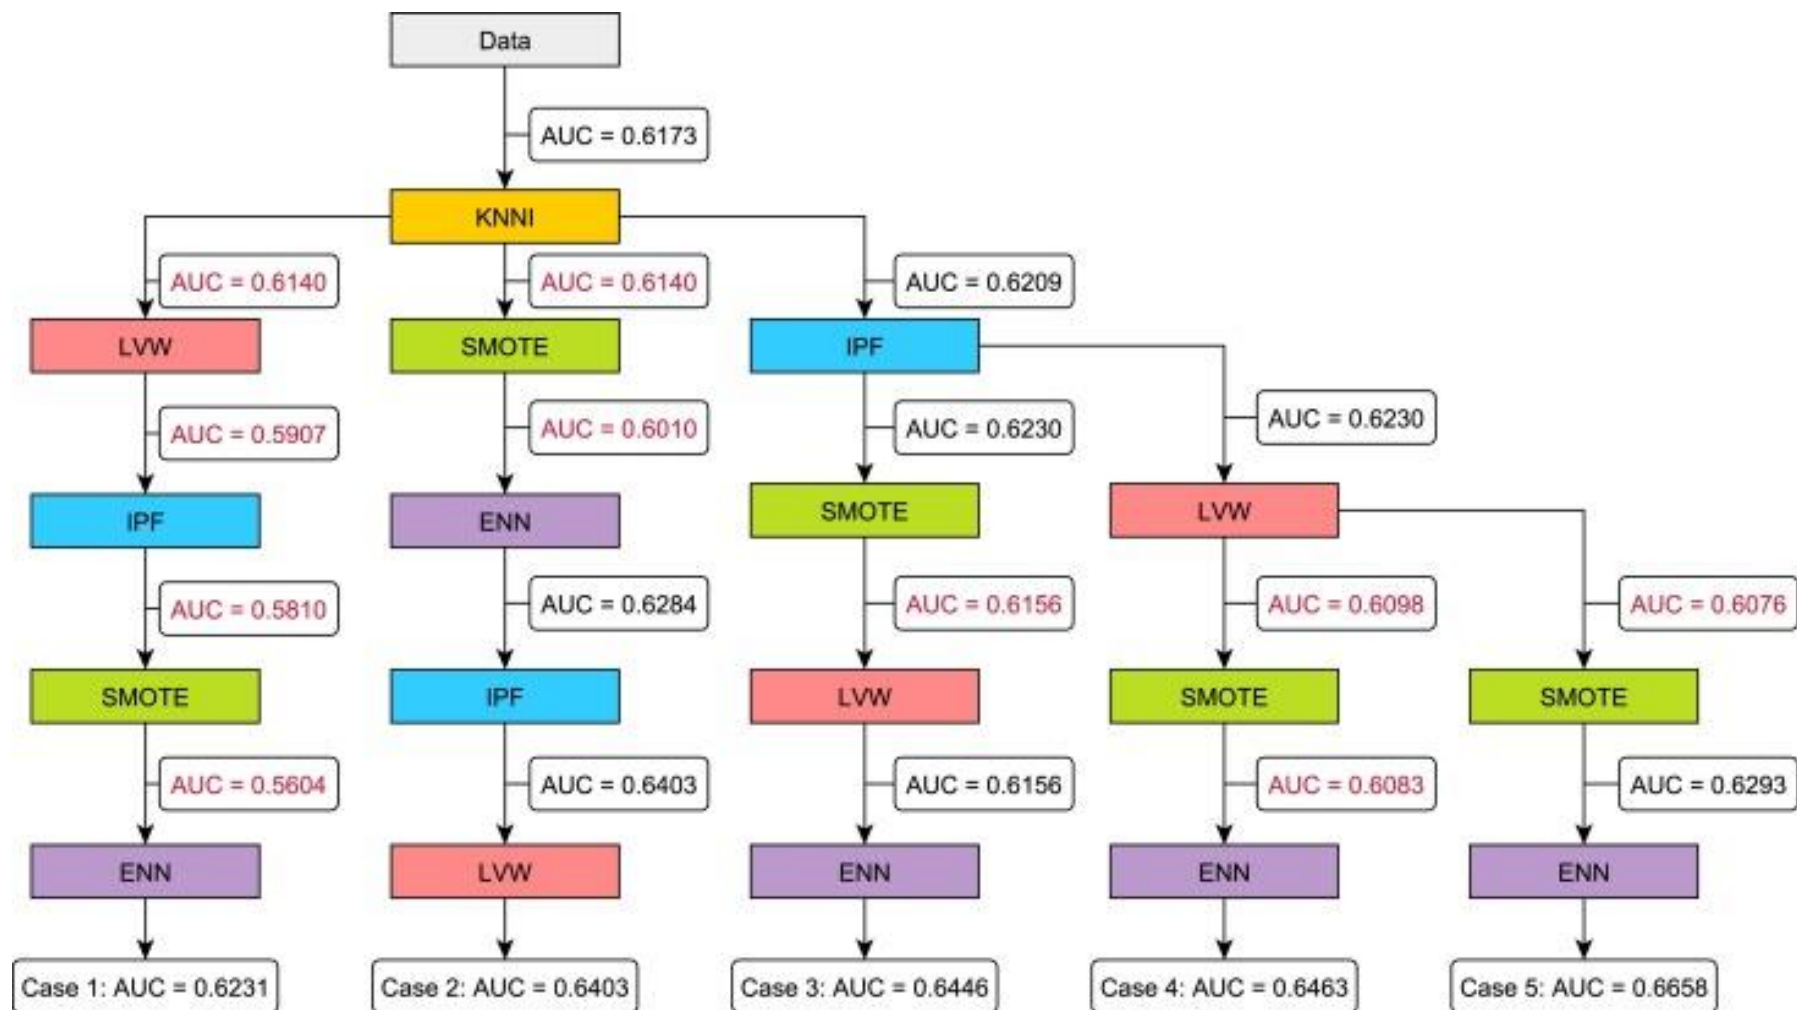 Data
AUC = 0.6173
KNNI
AUC = 0.6140
AUC = 0.6140
AUC = 0.6209
LVW
SMOTE
IPF
AUC = 0.5907
AUC = 0.6010
AUC = 0.6230
AUC = 0.6230
IPF
ENN
SMOTE
LVW
AUC = 0.5810
AUC = 0.6284
AUC = 0.6156
AUC = 0.6098
AUC = 0.6076
SMOTE
IPF
LVW
SMOTE
SMOTE
AUC = 0.5604
AUC = 0.6403
AUC = 0.6156
AUC = 0.6083
AUC = 0.6293
ENN
LVW
ENN
ENN
ENN
Case 1: AUC = 0.6231
Case 2: AUC = 0.6403
Case 3: AUC = 0.6446
Case 4: AUC = 0.6463
Case 5: AUC = 0.6658